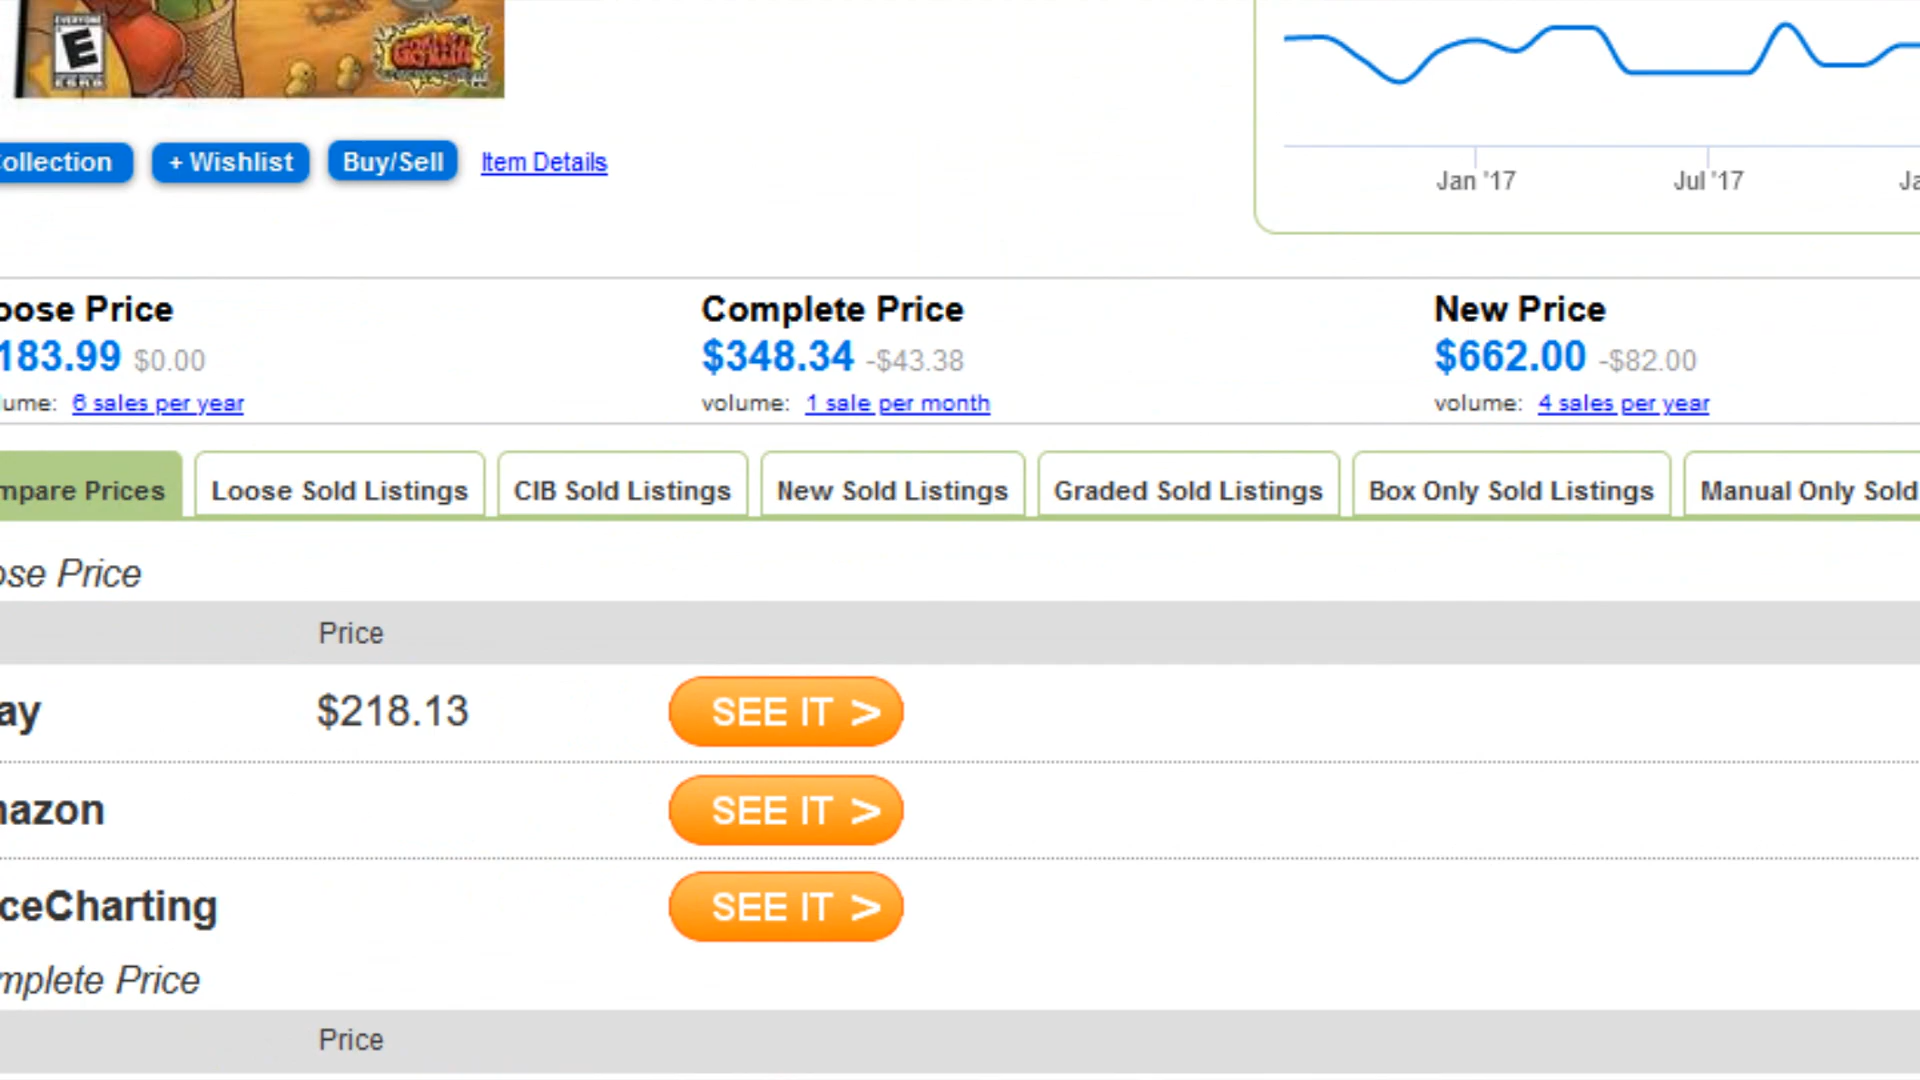 EVERYONE
E
ESRB
ollection
+ Wishlist
Buy/Sell
Item Details
Jan '17
Jul '17
Ja
oose Price
Complete Price
New Price
183.99 $0.00
$348.34 -$43.38
$662.00 -$82.00
lume: 6 sales per year
volume: 1 sale per month
volume: 4 sales per year
mpare Prices
Loose Sold Listings
CIB Sold Listings
New Sold Listings
Graded Sold Listings
Box Only Sold Listings
Manual Only Sold
ose Price
Price
ay
$218.13
SEE IT >
nazon
SEE IT >
ceCharting
SEE IT >
mplete Price
Price